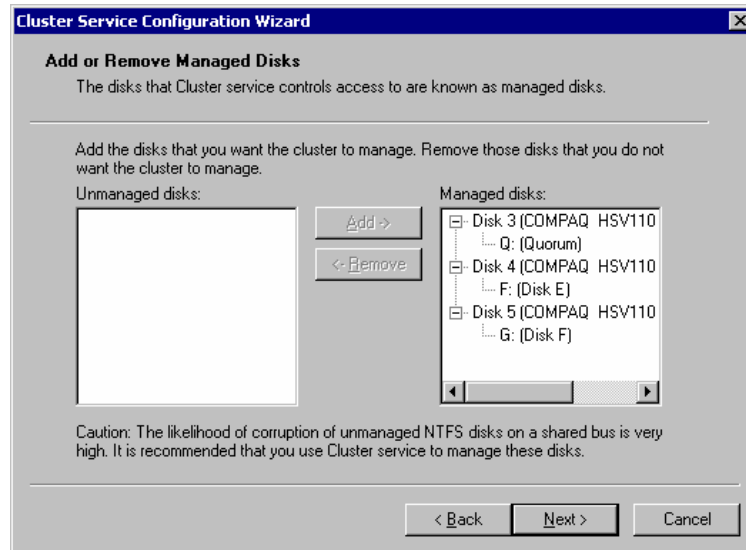 Cluster Service Configuration Wizard
Add or Remove Managed Disks
The disks that Cluster service controls access to are known as managed disks.
Add the disks that you want the cluster to manage. Remove those disks that you do not
want the cluster to manage.
Unmanaged disks:
Add ->
<- Remove
Managed disks:
Disk 3 (COMPAQ HSV110
Q: (Quorum)
Disk 4 (COMPAQ HSV110
F: (Disk E)
Disk 5 (COMPAQ HSV110
G: (Disk F)
Caution: The likelihood of corruption of unmanaged NTFS disks on a shared bus is very
high. It is recommended that you use Cluster service to manage these disks.
< Back
Next >
Cancel